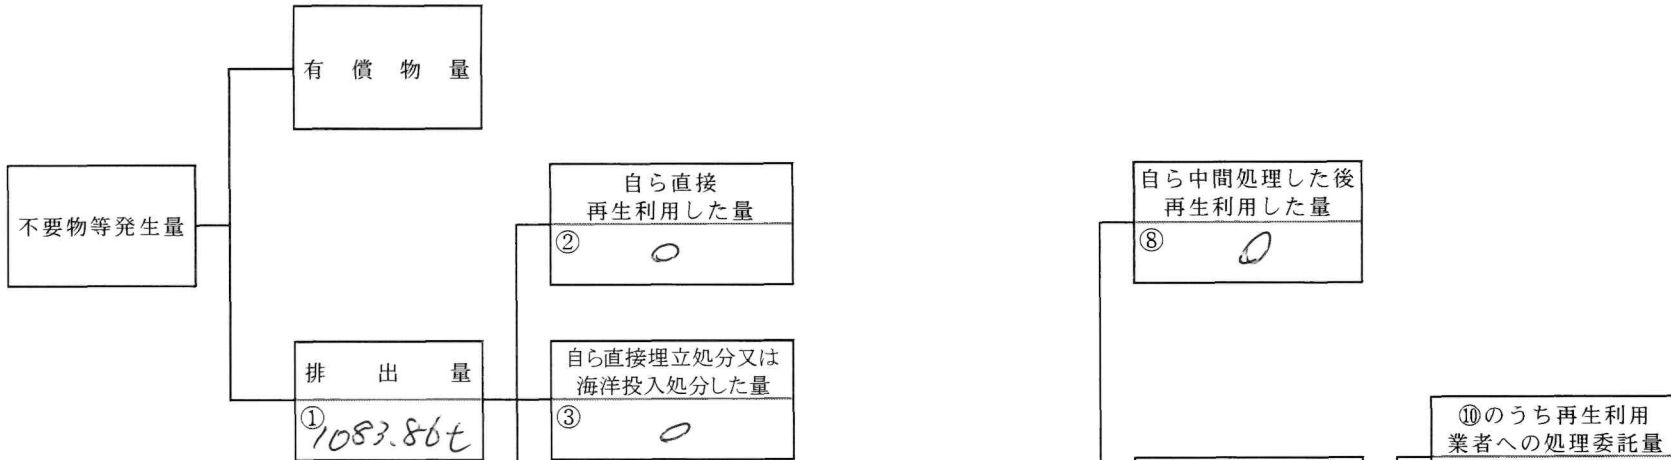 有償物量
不要物等発生量
自ら直接
再生利用した量
② 0
自ら中間処理した後
再生利用した量
⑧ 0
排出量
① 1083.86t
自ら直接埋立処分又は
海洋投入処分した量
③ 0
⑩のうち再生利用
業者への処理委託量